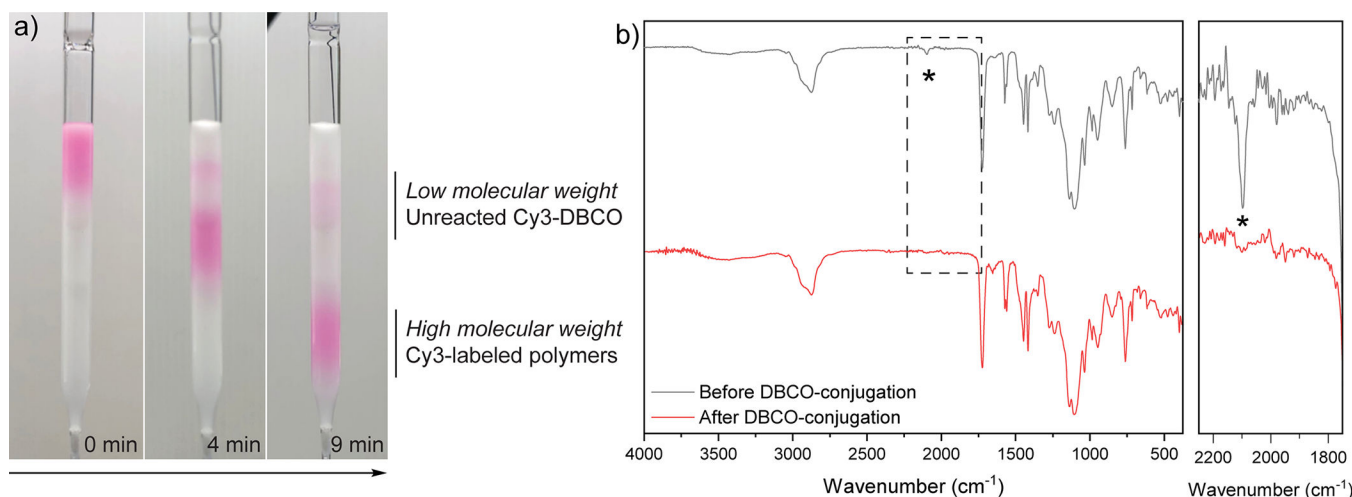 a)
0 min
4 min
9 min
Low molecular weight
Unreacted Cy3-DBCO
High molecular weight
Cy3-labeled polymers
b)
*
*
Before DBCO-conjugation
After DBCO-conjugation
4000 3500 3000 2500 2000 1500 1000 500
Wavenumber (cm⁻¹)
2200 2000 1800
Wavenumber (cm⁻¹)